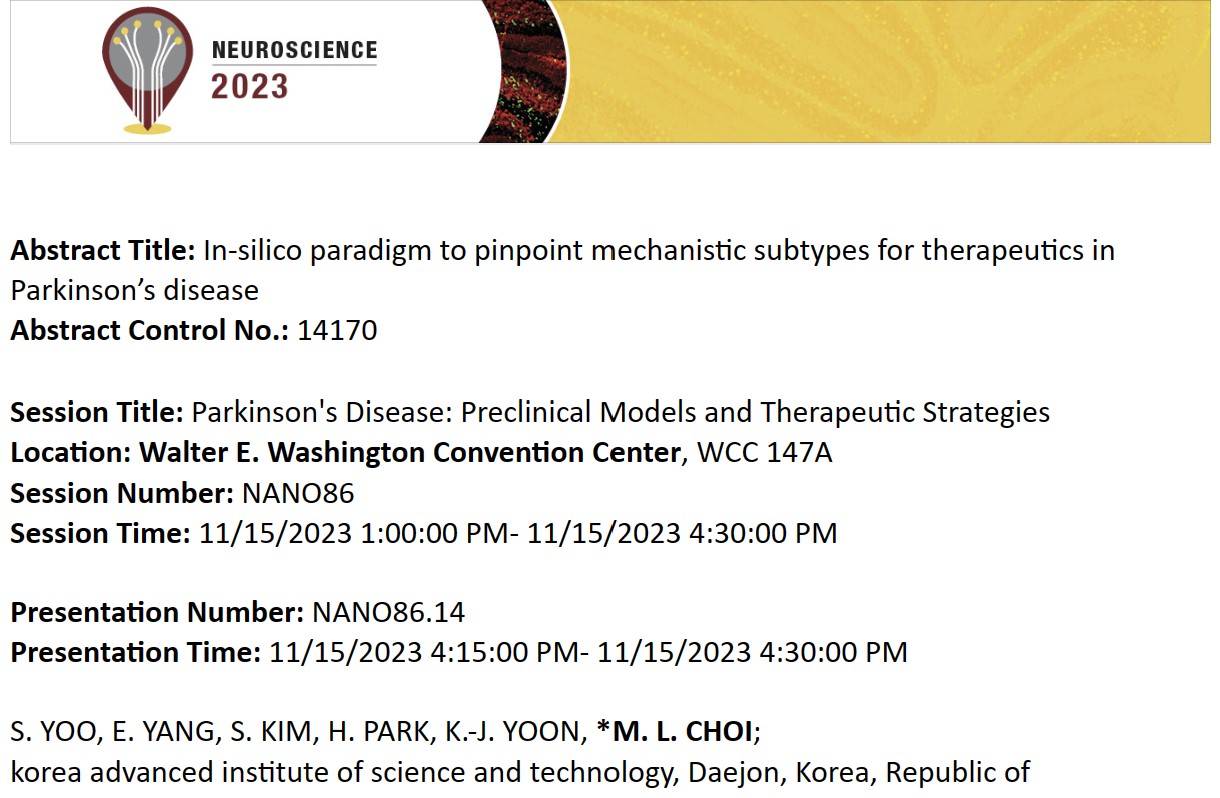 NEUROSCIENCE
2023
Abstract Title: In-silico paradigm to pinpoint mechanistic subtypes for therapeutics in
Parkinson’s disease
Abstract Control No.: 14170
Session Title: Parkinson's Disease: Preclinical Models and Therapeutic Strategies
Location: Walter E. Washington Convention Center, WCC 147A
Session Number: NANO86
Session Time: 11/15/2023 1:00:00 PM- 11/15/2023 4:30:00 PM
Presentation Number: NANO86.14
Presentation Time: 11/15/2023 4:15:00 PM- 11/15/2023 4:30:00 PM
S. YOO, E. YANG, S. KIM, H. PARK, K.-J. YOON, *M. L. CHOI;
korea advanced institute of science and technology, Daejon, Korea, Republic of